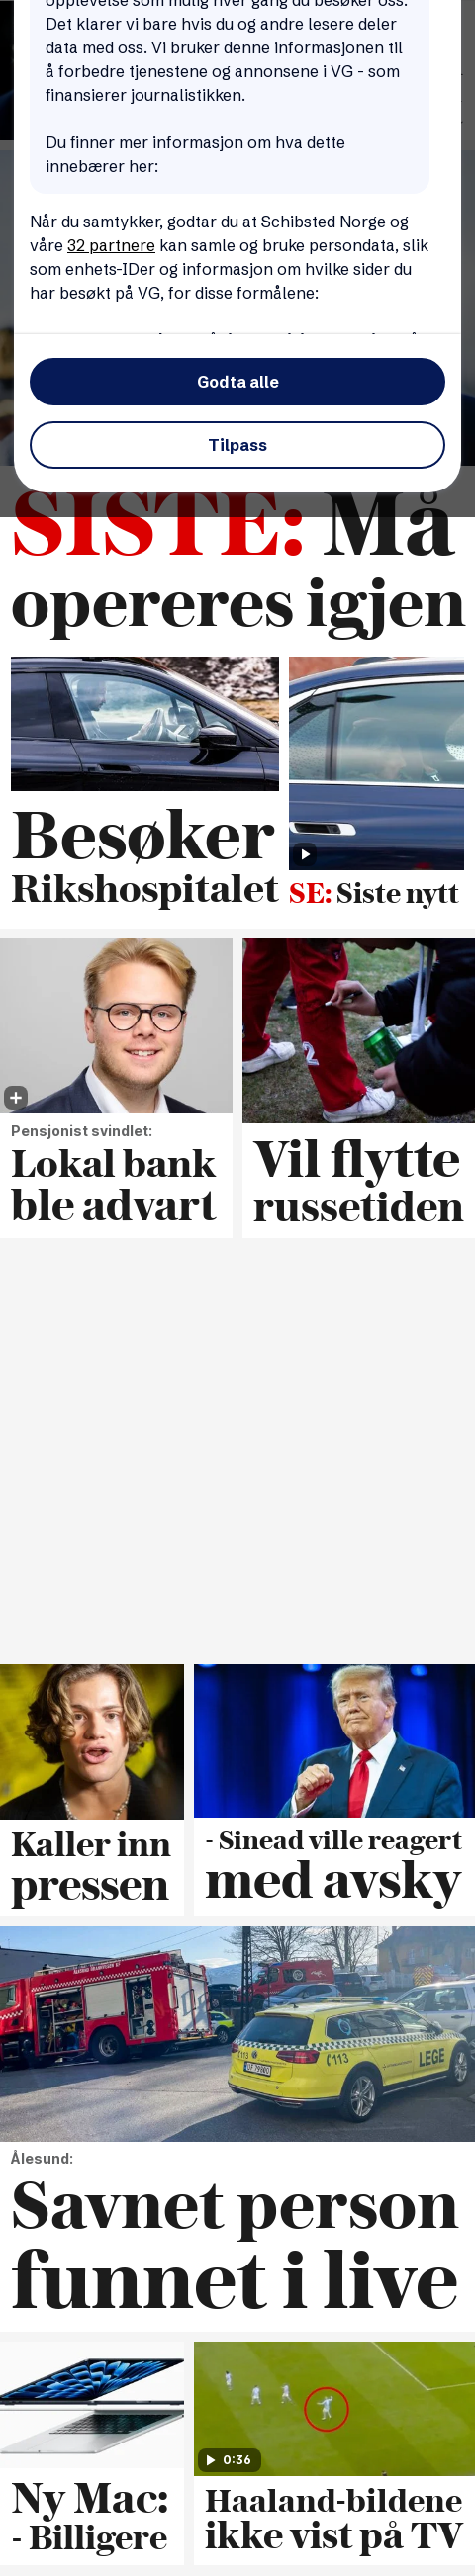 opplevelse som mulig hver gang du besøker oss.
Det klarer vi bare hvis du og andre lesere deler
data med oss. Vi bruker denne informasjonen til
å forbedre tjenestene og annonsene i VG - som
finansierer journalistikken.
Du finner mer informasjon om hva dette
innebærer her:
Når du samtykker, godtar du at Schibsted Norge og
våre 32 partnere kan samle og bruke persondata, slik
som enhets-IDer og informasjon om hvilke sider du
har besøkt på VG, for disse formålene:
Godta alle
Tilpass
SISTE: Må
opereres igjen
Besøker
Rikshospitalet
SE: Siste nytt
Pensjonist svindlet:
Lokal bank
ble advart
2
Vil flytte
russetiden
Kaller inn
pressen
- Sinead ville reagert
med avsky
113
113
LEGE
Ålesund:
Savnet person
funnet i live
Ny Mac:
- Billigere
0:36
Haaland-bildene
ikke vist på TV